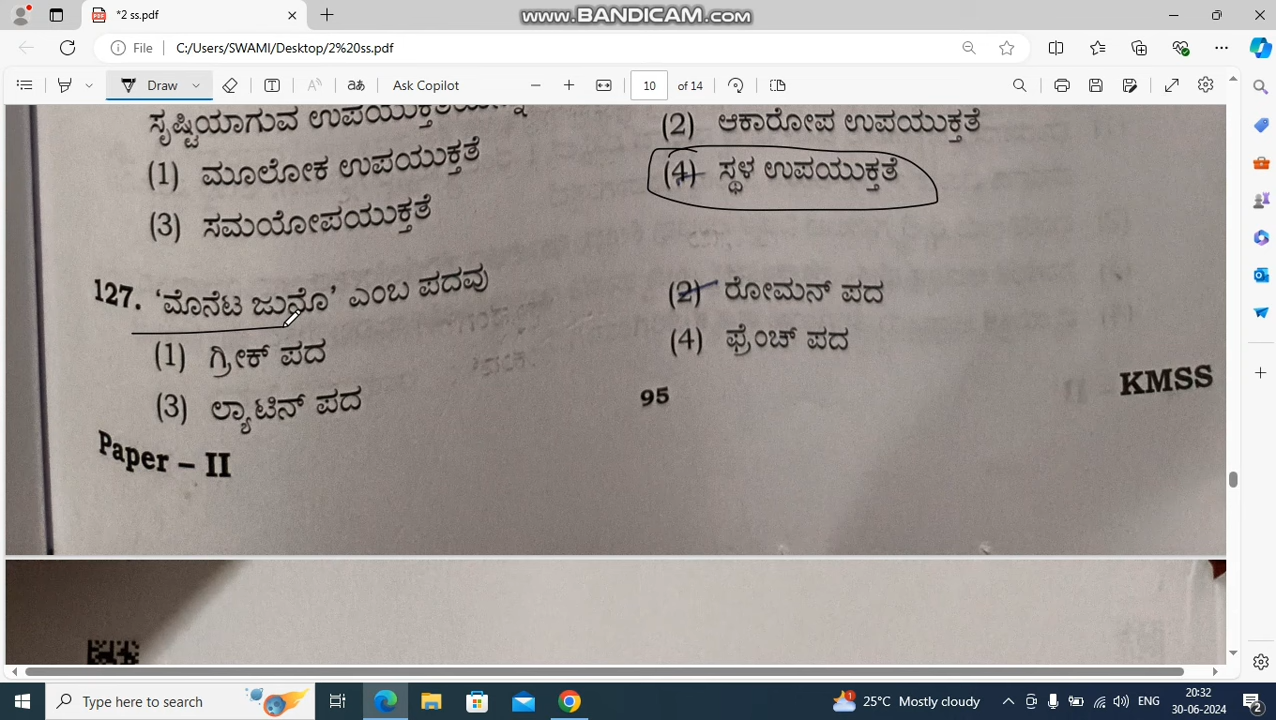 WWW.BANDICAM.COM
*2 ss.pdf
File C:/Users/SWAMI/Desktop/2%20ss.pdf
Draw Ask Copilot 10 of 14
ಸೃಷ್ಟಿಯಾಗುವ
(1) ಮೂಲೋಕ ಉಪಯುಕ್ತತೆ
(2) ಆಕಾರೋಪ ಉಪಯುಕ್ತತೆ
(3) ಸಮಯೋಪಯುಕ್ತತೆ
(4) ಸ್ಥಳ ಉಪಯುಕ್ತತೆ
127. ‘ಮೊನೆಟ ಜುನೊ’ ಎಂಬ ಪದವು
(1) ಗ್ರೀಕ್ ಪದ
(2) ರೋಮನ್ ಪದ
(3) ಲ್ಯಾಟಿನ್ ಪದ
(4) ಫ್ರೆಂಚ್ ಪದ
Paper – II
95
KMSS
Type here to search
25°C Mostly cloudy
ENG
20:32
30-06-2024
2